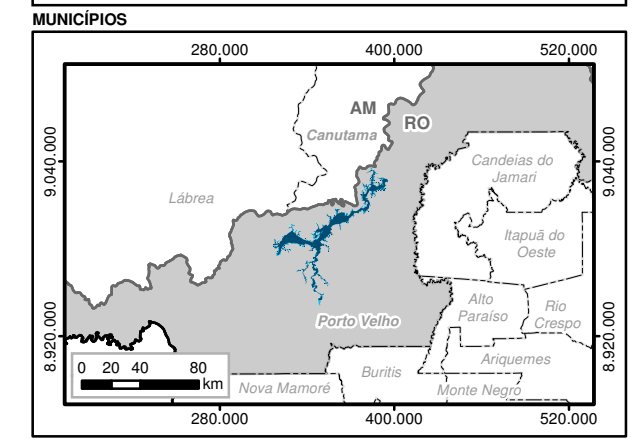 MUNICÍPIOS
280.000 400.000 520.000
AM
RO
Canutama
9.040.000
9.040.000
Candeias do
Jamari
Lábrea
Itapuã do
Oeste
Alto
Paraíso
Rio
Crespo
Porto Velho
8.920.000
8.920.000
0 20 40 80
km
Buritis
Ariquemes
Nova Mamoré
Monte Negro
280.000 400.000 520.000